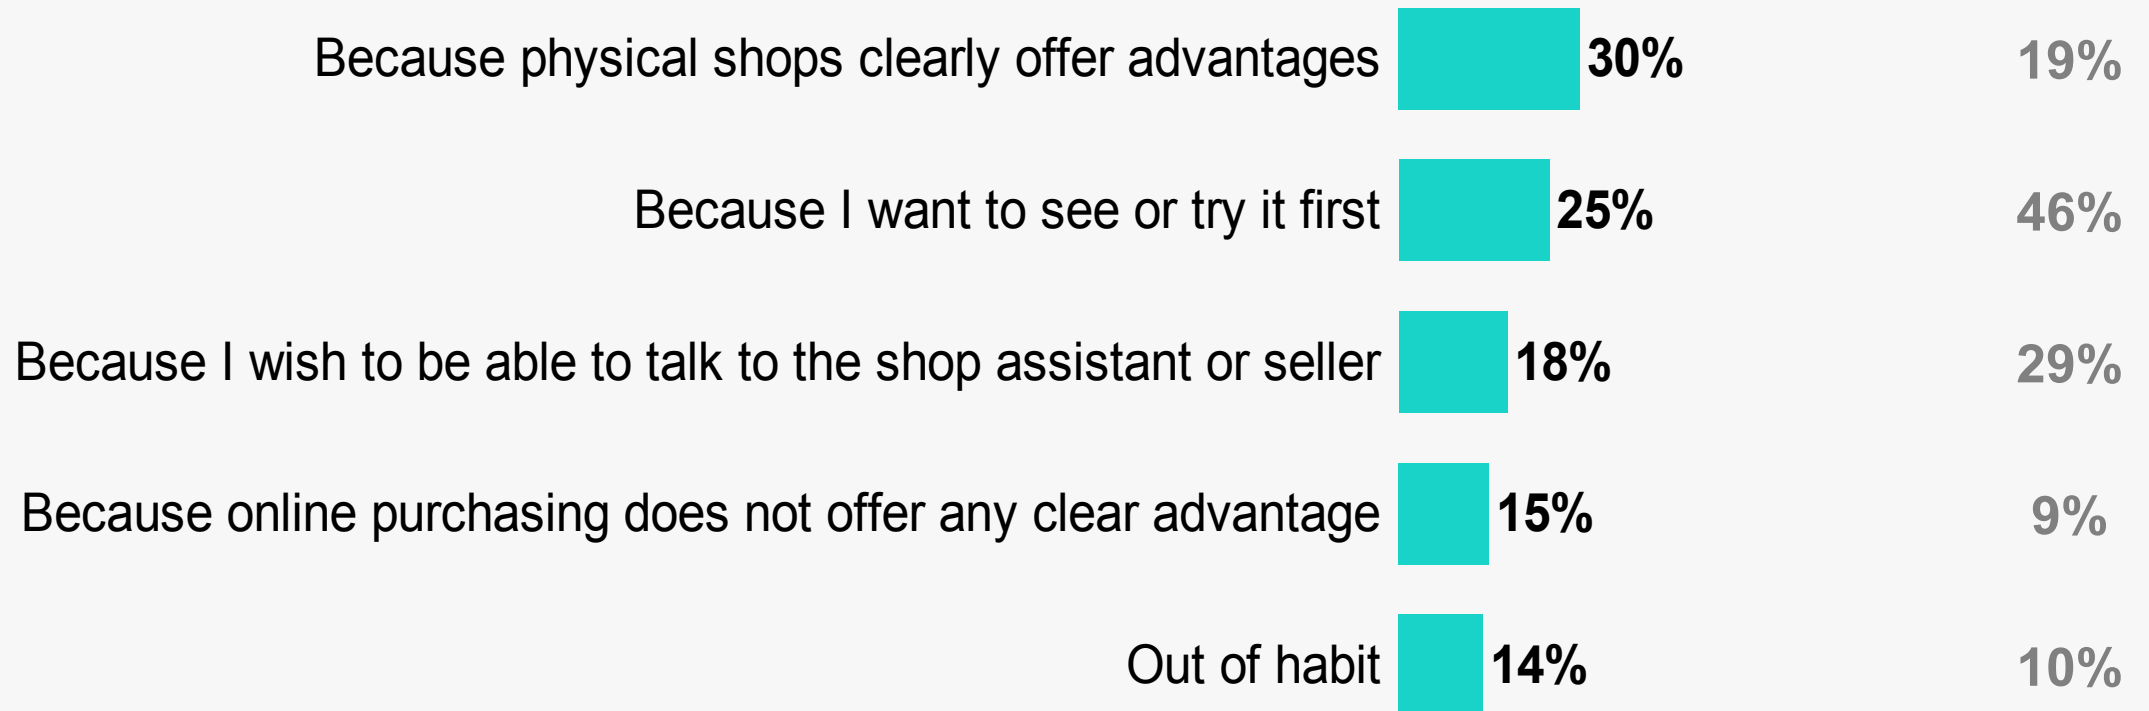 Because physical shops clearly offer advantages 30% 19%
Because I want to see or try it first 25% 46%
Because I wish to be able to talk to the shop assistant or seller 18% 29%
Because online purchasing does not offer any clear advantage 15% 9%
Out of habit 14% 10%